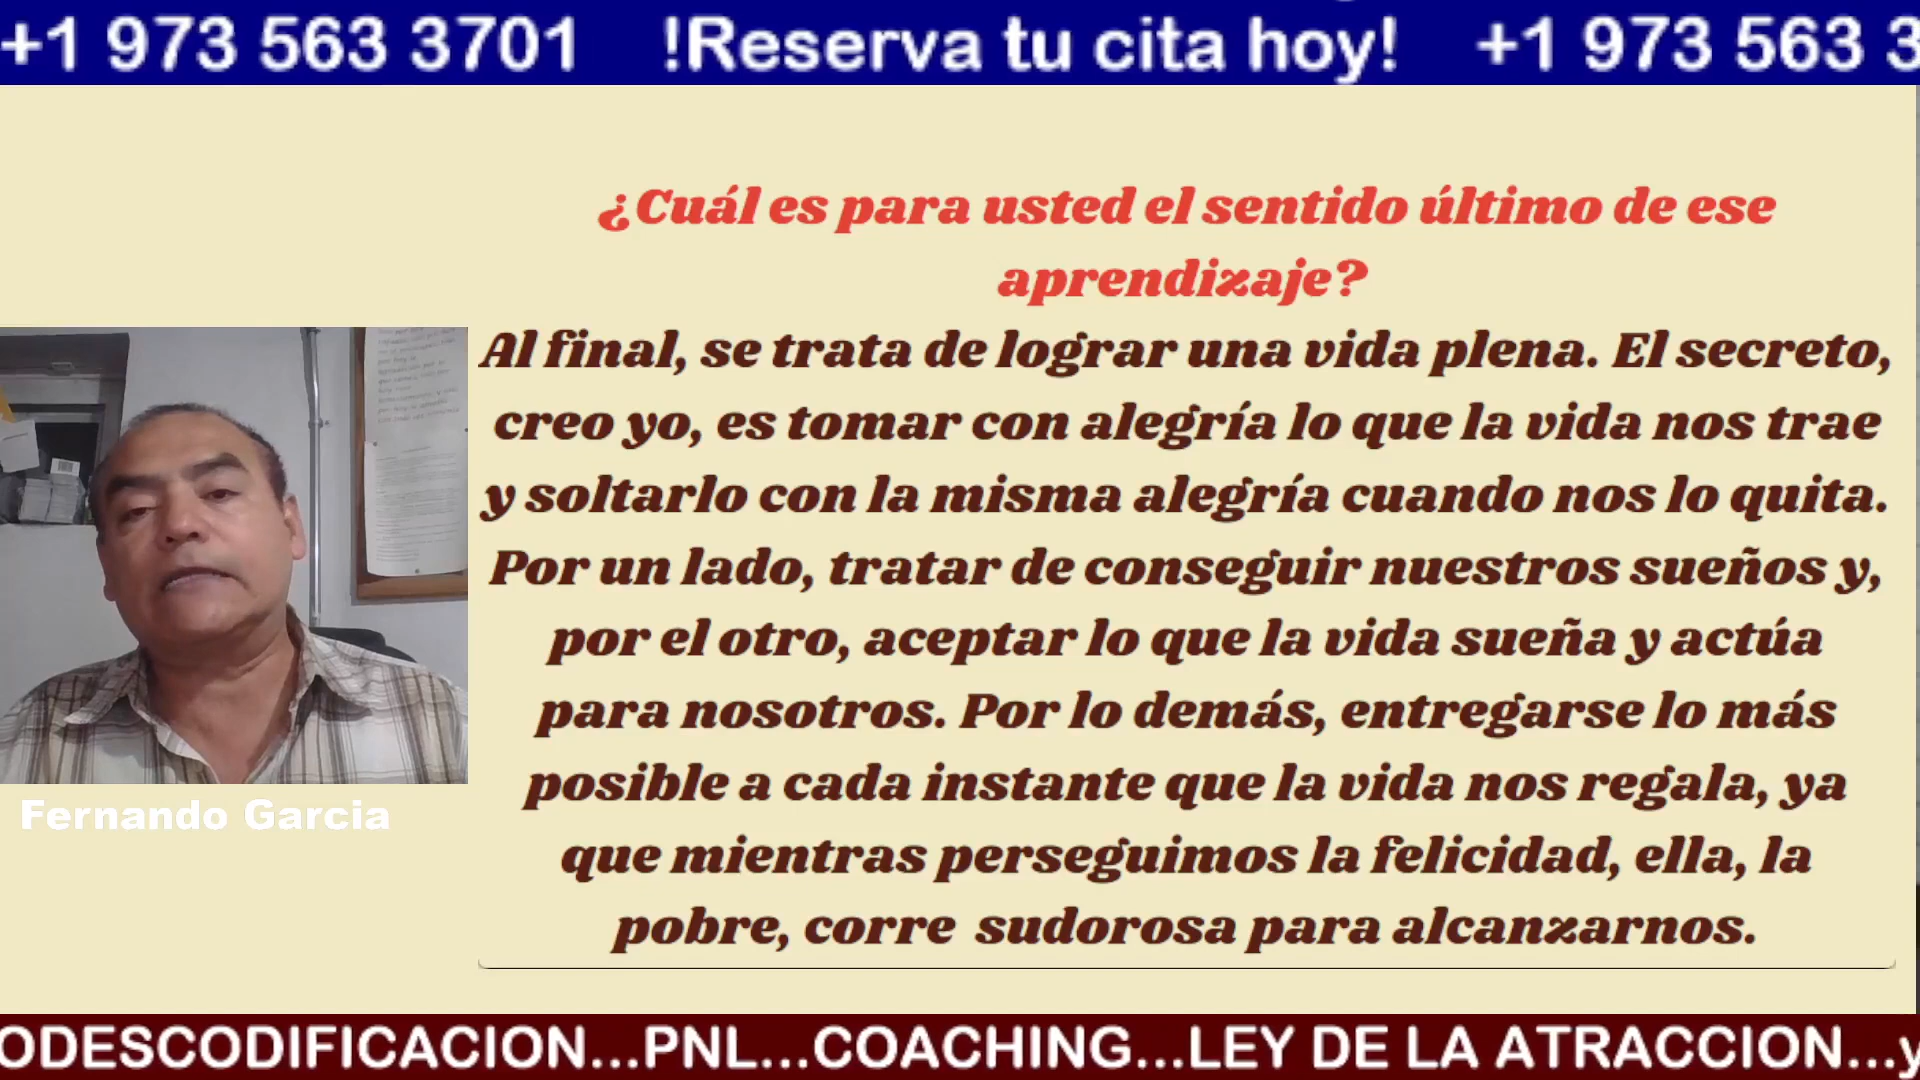 +1 973 563 3701 !Reserva tu cita hoy! +1 973 563 3
¿Cuál es para usted el sentido último de ese
aprendizaje?
Al final, se trata de lograr una vida plena. El secreto,
creo yo, es tomar con alegría lo que la vida nos trae
y soltarlo con la misma alegría cuando nos lo quita.
Por un lado, tratar de conseguir nuestros sueños y,
por el otro, aceptar lo que la vida sueña y actúa
para nosotros. Por lo demás, entregarse lo más
posible a cada instante que la vida nos regala, ya
que mientras perseguimos la felicidad, ella, la
pobre, corre sudorosa para alcanzarnos.
Fernando Garcia
ODESCODIFICACION...PNL...COACHING...LEY DE LA ATRACCION...y